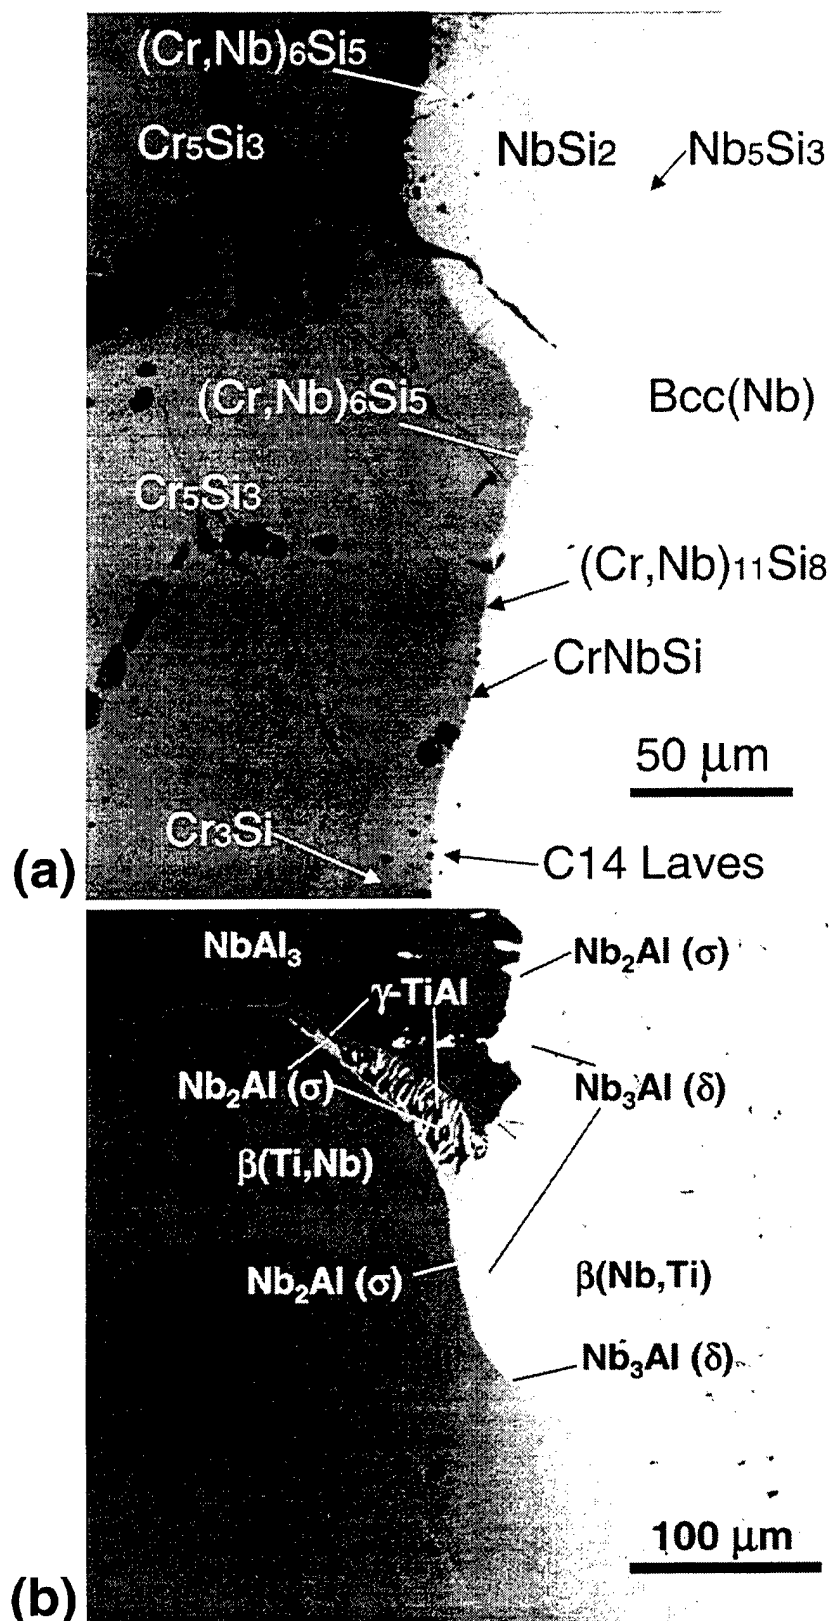 (Cr,Nb)6Si5
Cr5Si3
NbSi2
Nb5Si3
(Cr,Nb)6Si5
Bcc(Nb)
Cr5Si3
(Cr,Nb)11Si8
CrNbSi
50 μm
Cr3Si
(a)
C14 Laves
NbAl3
Nb2Al (σ)
γ-TiAl
Nb2Al (σ)
Nb3Al (δ)
β(Ti,Nb)
Nb2Al (σ)
β(Nb,Ti)
Nb3Al (δ)
100 μm
(b)